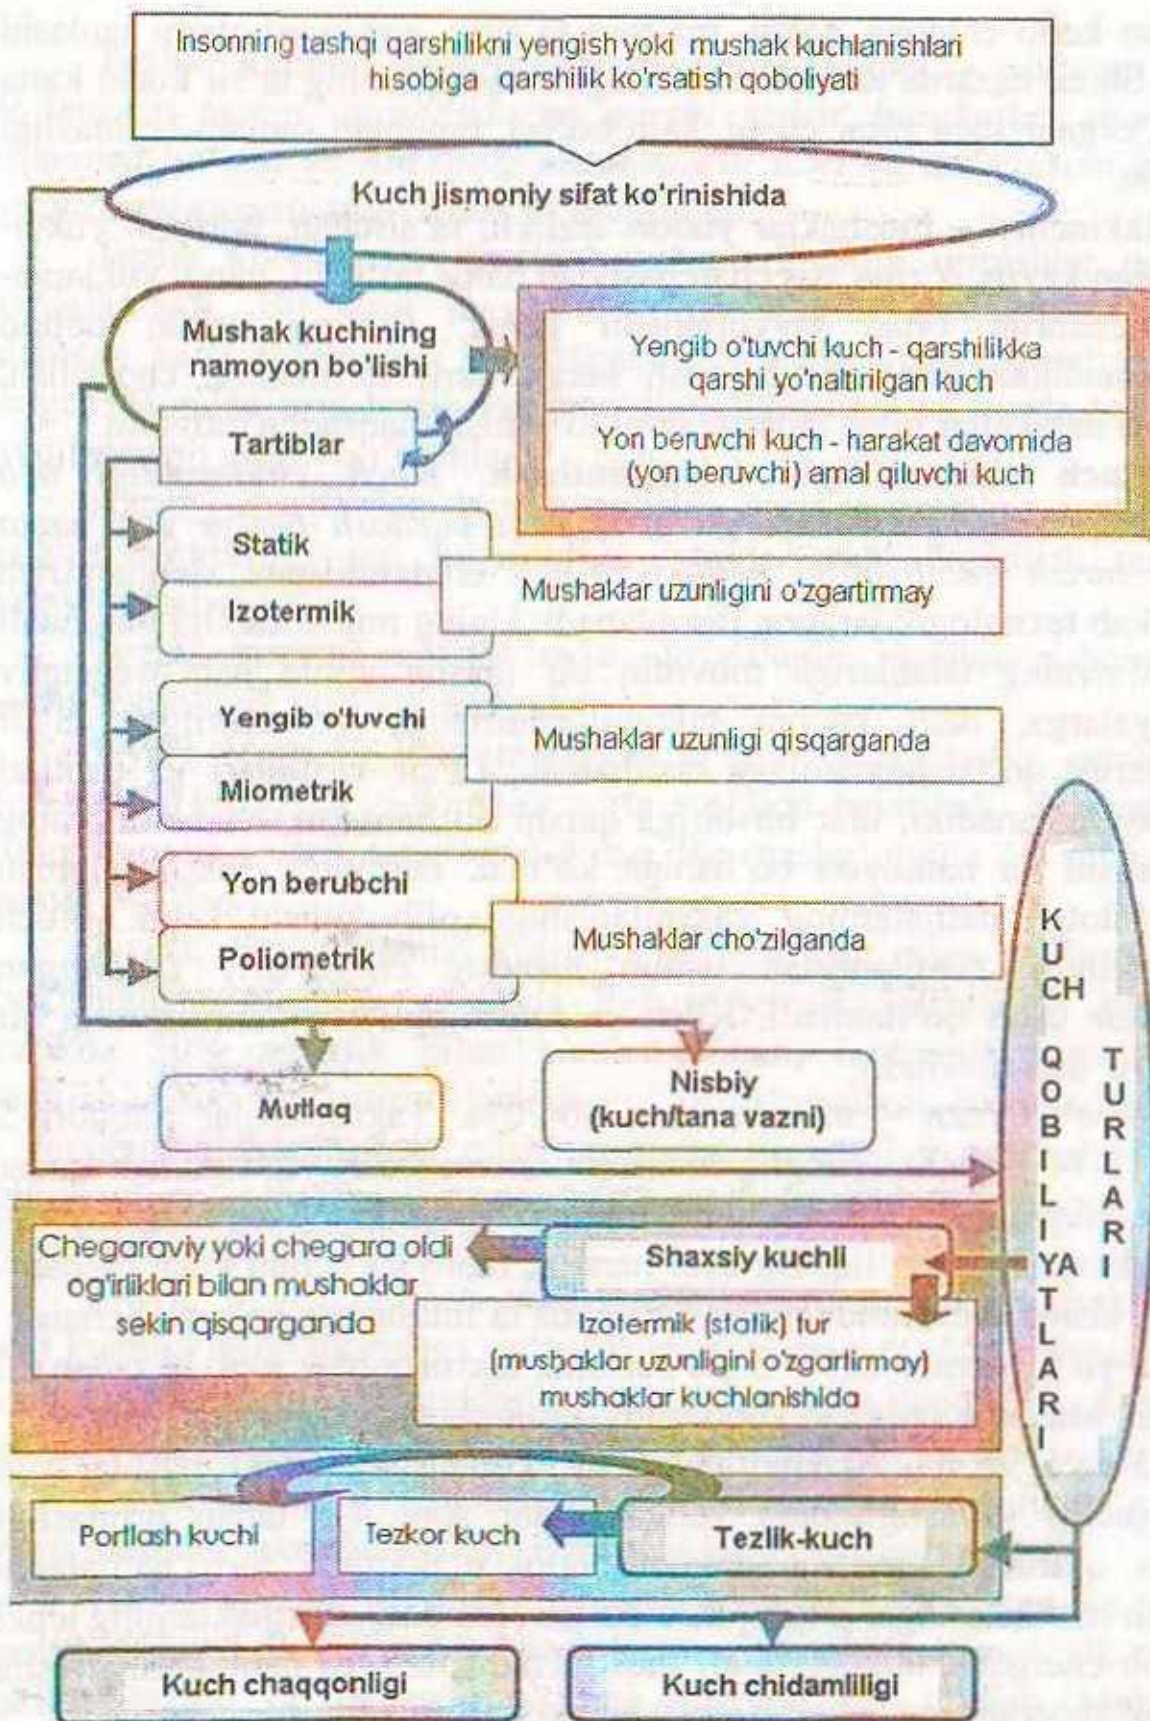 Insonning tashqi qarshilikni yengish yoki mushak kuchlanishlari
hisobiga qarshilik ko'rsatish qoboliyati
Kuch jismoniy sifat ko'rinishida
Mushak kuchining
namoyon bo'lishi
Yengib o'tuvchi kuch - qarshilikka
qarshi yo'naltirilgan kuch
Tartiblar
Yon beruvchi kuch - harakat davomida
(yon beruvchi) amal qiluvchi kuch
Statik
Izotermik
Mushaklar uzunligini o'zgartirmay
Yengib o'tuvchi
Miometrik
Mushaklar uzunligi qisqarganda
Yon berubchi
Poliometrik
Mushaklar cho'zilganda
Mutlaq
Nisbiy
(kuch/tana vazni)
KUCH QOBILIYATLARI
TURLARI
Shaxsiy kuchli
Chegaraviy yoki chegara oldi
og'irliklari bilan mushaklar
sekin qisqarganda
Izotermik (statik) tur
(mushaklar uzunligini o'zgartirmay)
mushaklar kuchlanishida
Portlash kuchi
Tezkor kuch
Tezlik-kuch
Kuch chaqqonligi
Kuch chidamliligi